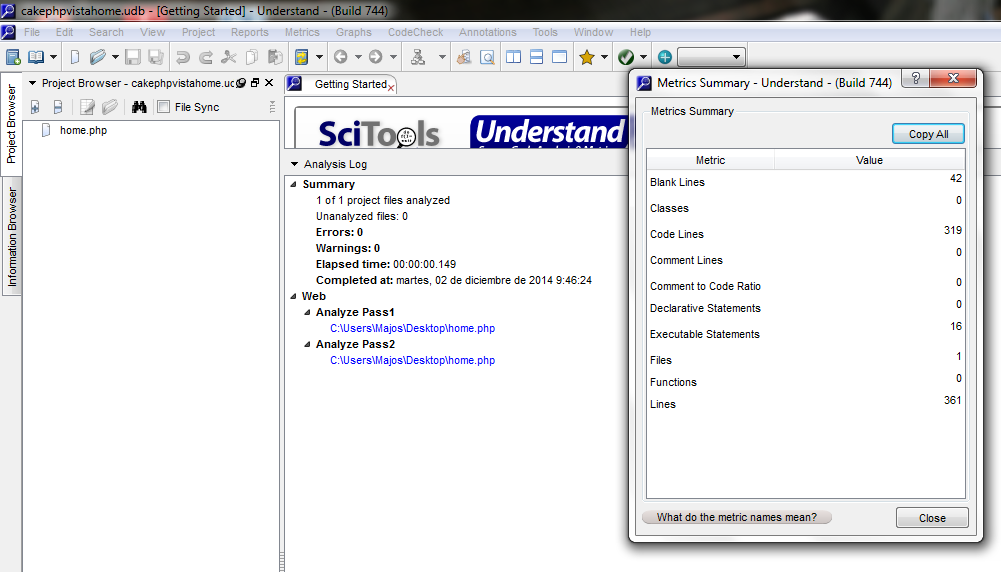 cakephpvistahome.udb - [Getting Started] - Understand - (Build 744)
File Edit Search View Project Reports Metrics Graphs CodeCheck Annotations Tools Window Help
Project Browser
Information Browser
Project Browser - cakephpvistahome.udb
File Sync
home.php
Getting Started
SciTools Understand
Analysis Log
Summary
1 of 1 project files analyzed
Unanalyzed files: 0
Errors: 0
Warnings: 0
Elapsed time: 00:00:00.149
Completed at: martes, 02 de diciembre de 2014 9:46:24
Web
Analyze Pass1
C:\Users\Majos\Desktop\home.php
Analyze Pass2
C:\Users\Majos\Desktop\home.php
Metrics Summary - Understand - (Build 744)
Metrics Summary
Copy All
Metric Value
Blank Lines 42
Classes 0
Code Lines 319
Comment Lines 0
Comment to Code Ratio 0
Declarative Statements 0
Executable Statements 16
Files 1
Functions 0
Lines 361
What do the metric names mean?
Close